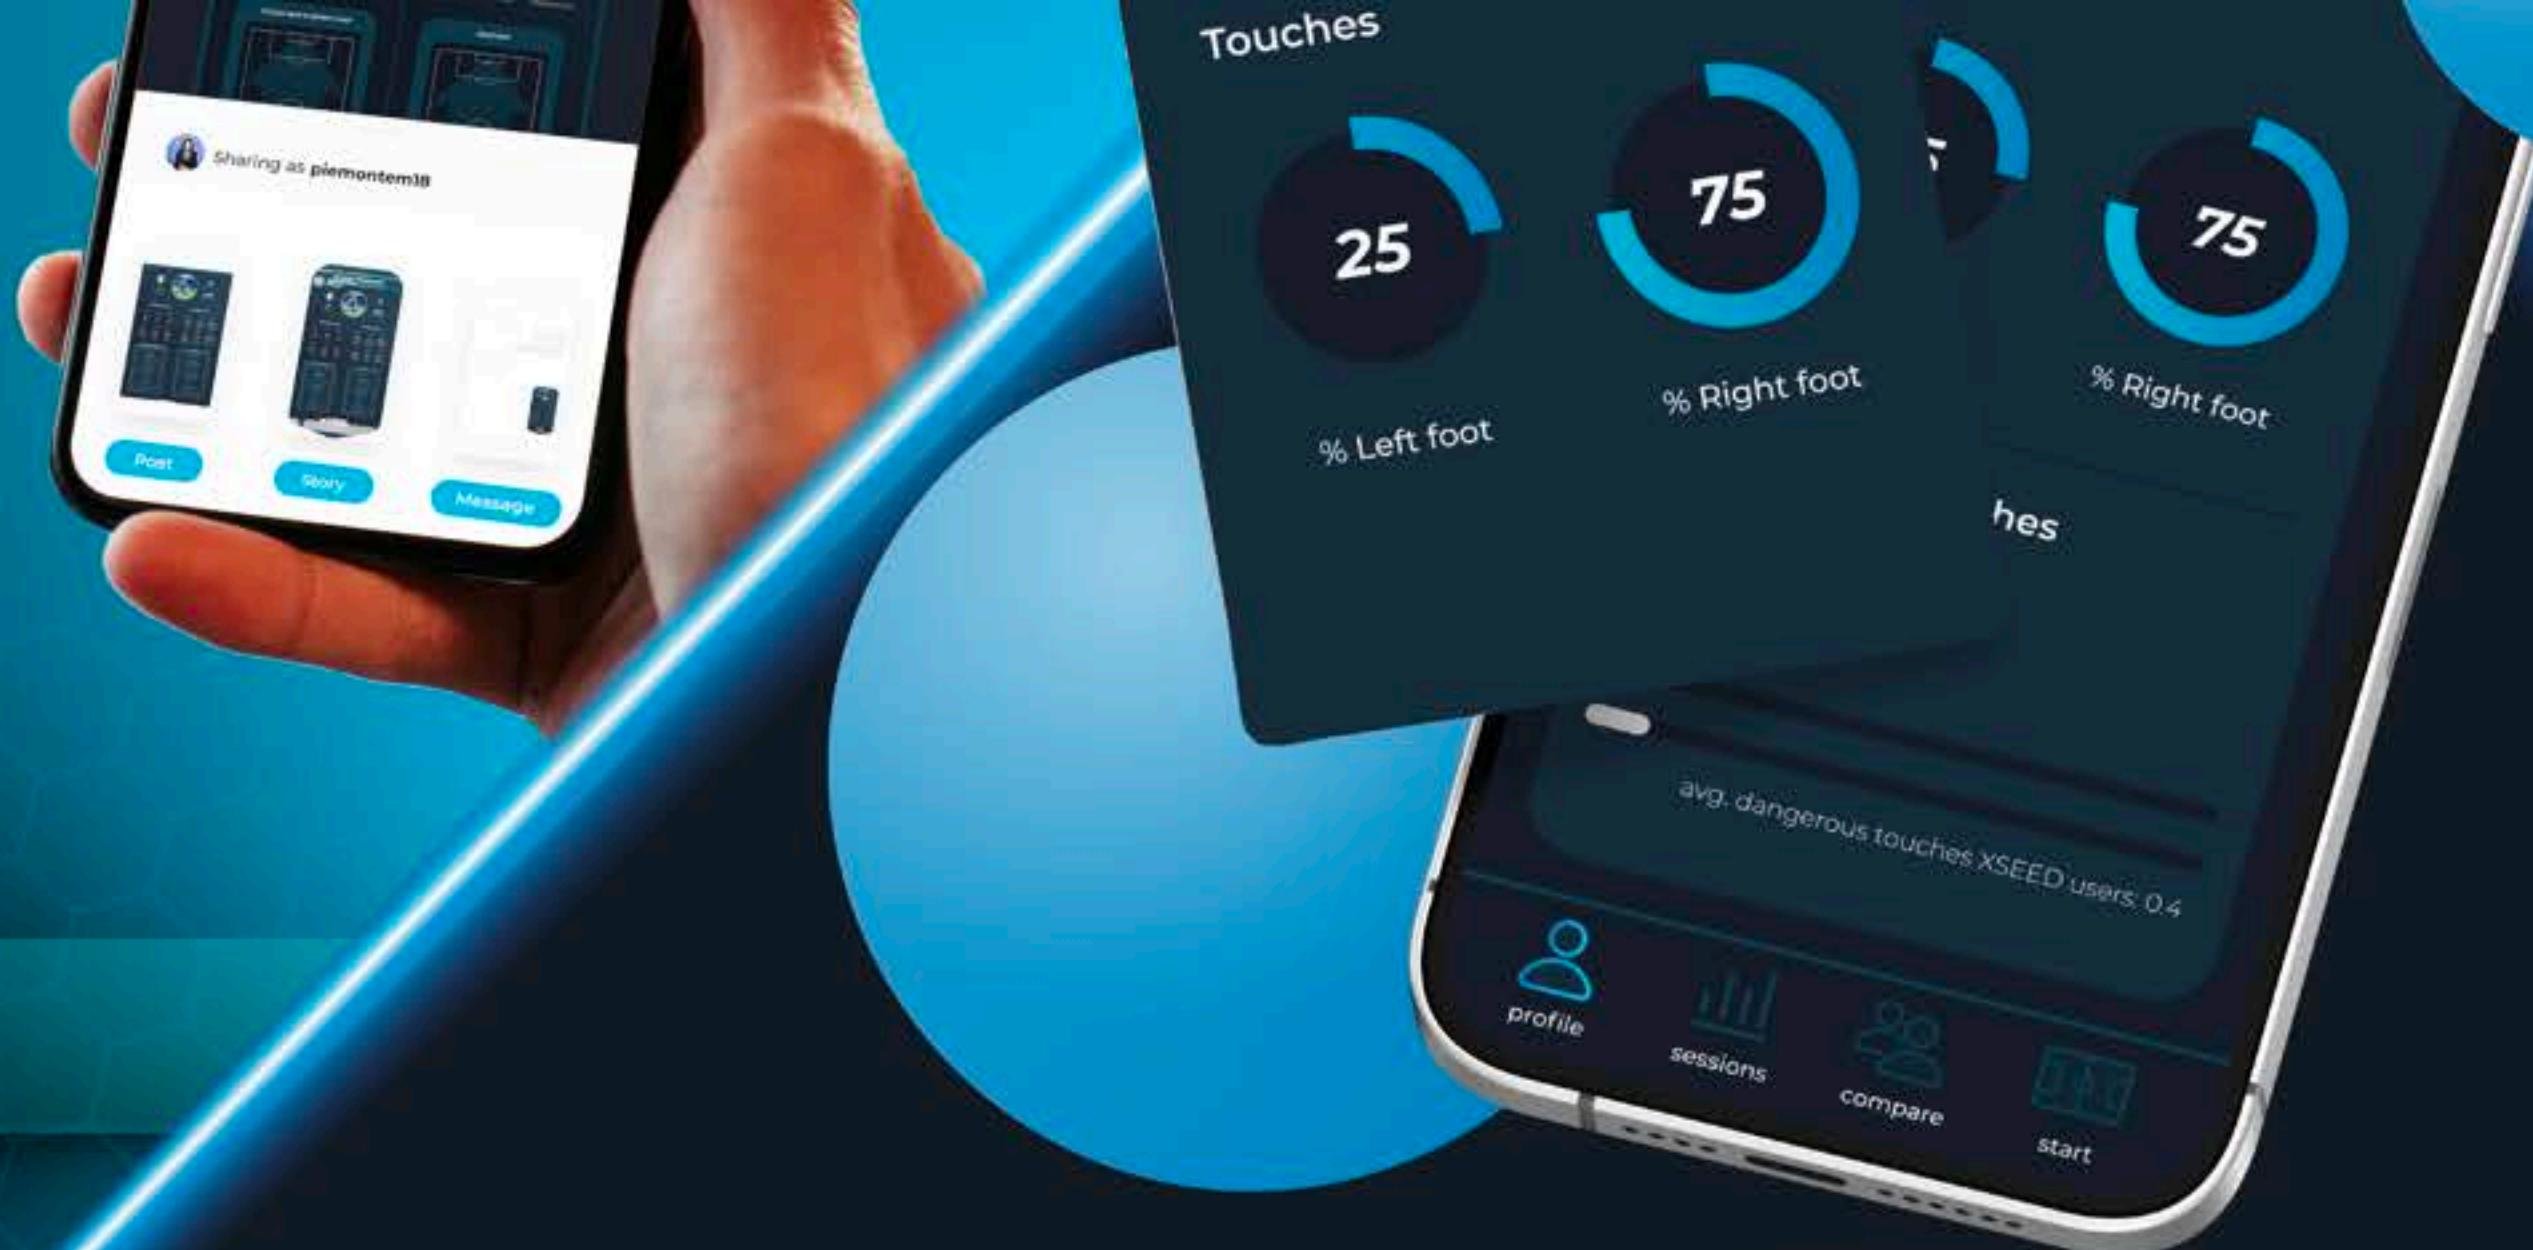 Sharing as piemontem18
Post
Story
Message
Touches
25
% Left foot
75
% Right foot
75
% Right foot
hes
avg. dangerous touches XSEED users: 0.4
profile
sessions
compare
start